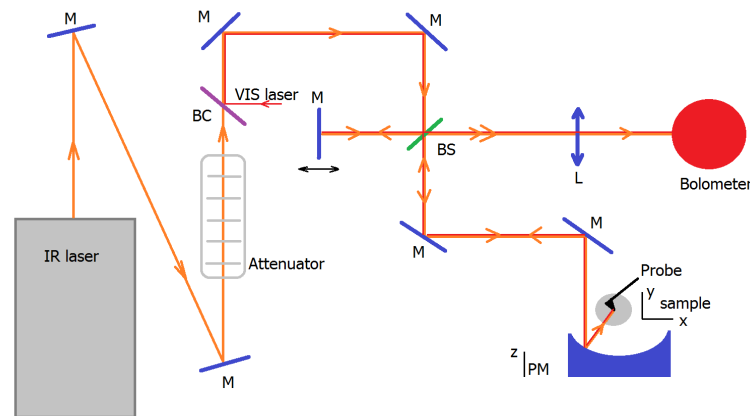 M
M
M
VIS laser
M
BC
BS
L
Bolometer
IR laser
Attenuator
M
M
Probe
y
sample
x
z
PM
M